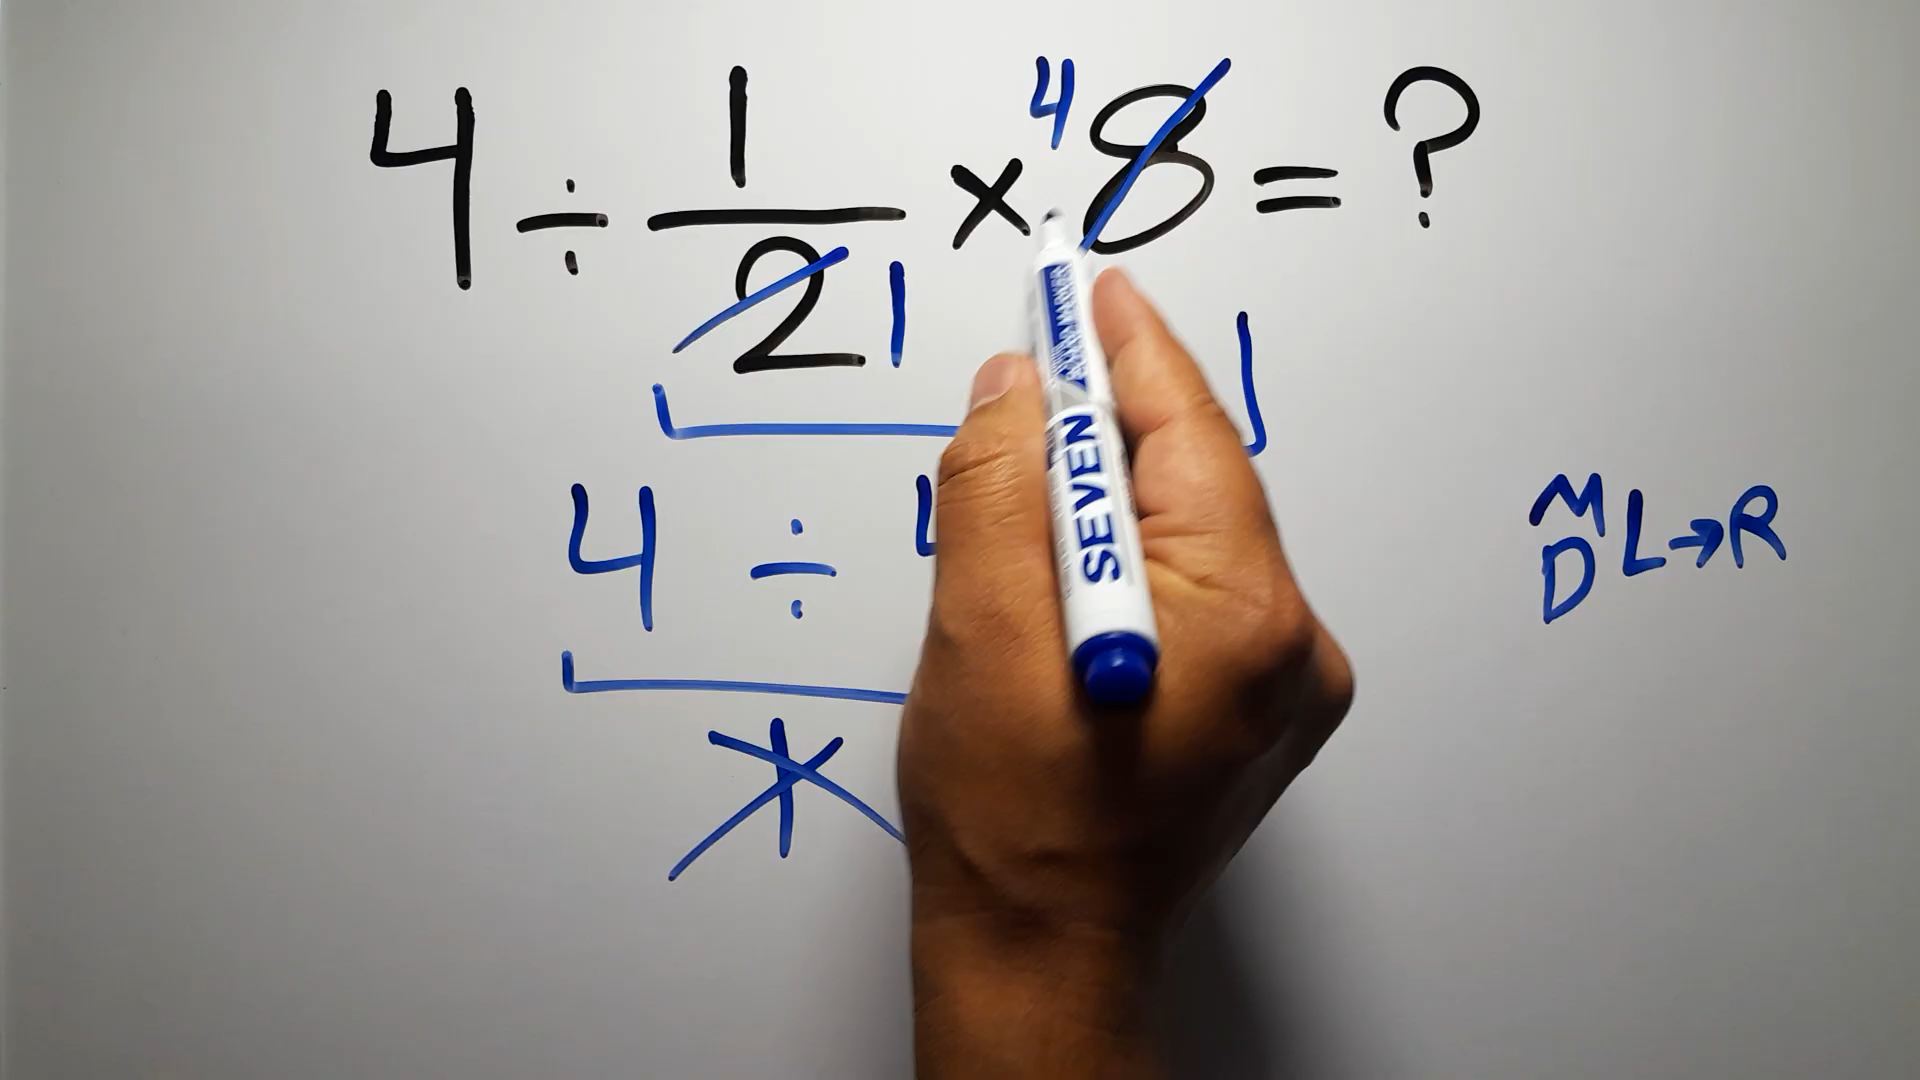 4 ÷ 1/2 × 8 = ?
4
1
4 ÷ 4
1
M
D L→R
SEVEN